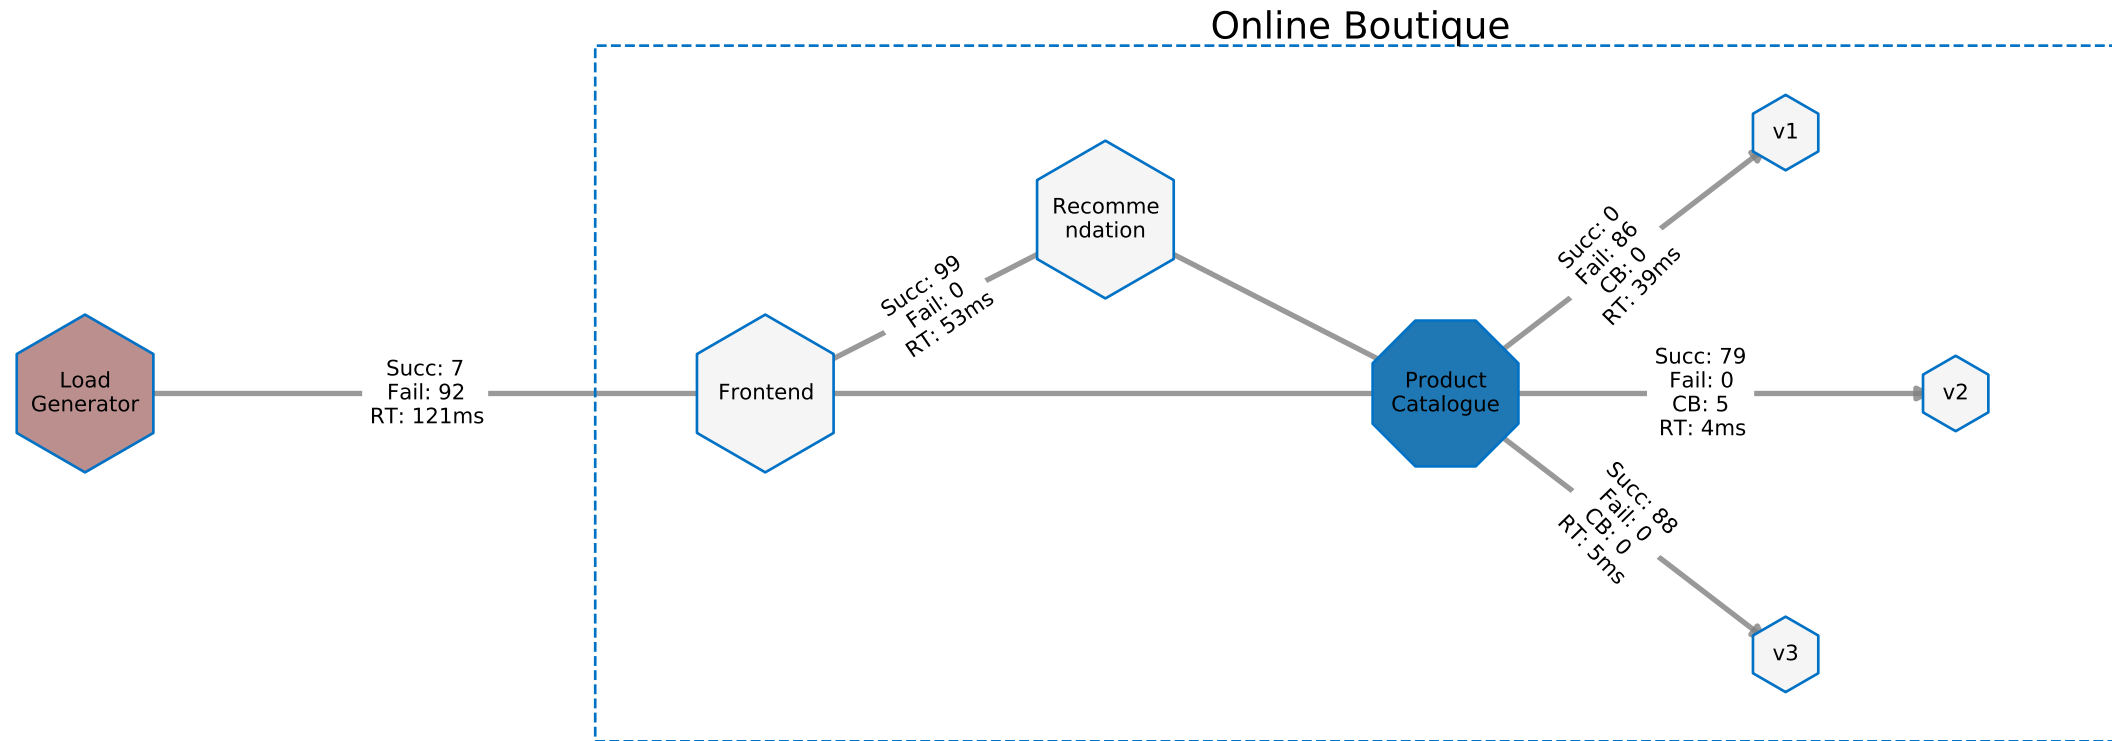 Online Boutique
v1
Recomme
ndation
Succ: 0
Fail: 86
CB: 0
RT: 39ms
Succ: 99
Fail: 0
RT: 53ms
Load
Generator
Succ: 7
Fail: 92
RT: 121ms
Frontend
Product
Catalogue
Succ: 79
Fail: 0
CB: 5
RT: 4ms
v2
Succ: 88
Fail: 0
CB: 0
RT: 5ms
v3